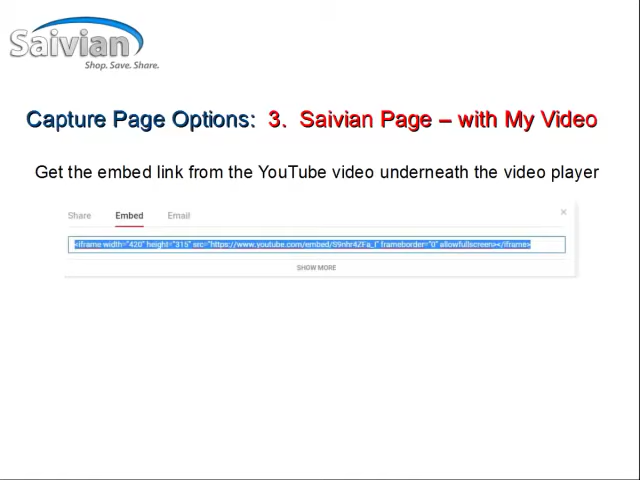 Saivian
Shop. Save. Share.
Capture Page Options: 3. Saivian Page – with My Video
Get the embed link from the YouTube video underneath the video player
Share Embed Email ×
<iframe width="420" height="315" src="https://www.youtube.com/embed/S9nhr4ZFa_I" frameborder="0" allowfullscreen></iframe>
SHOW MORE